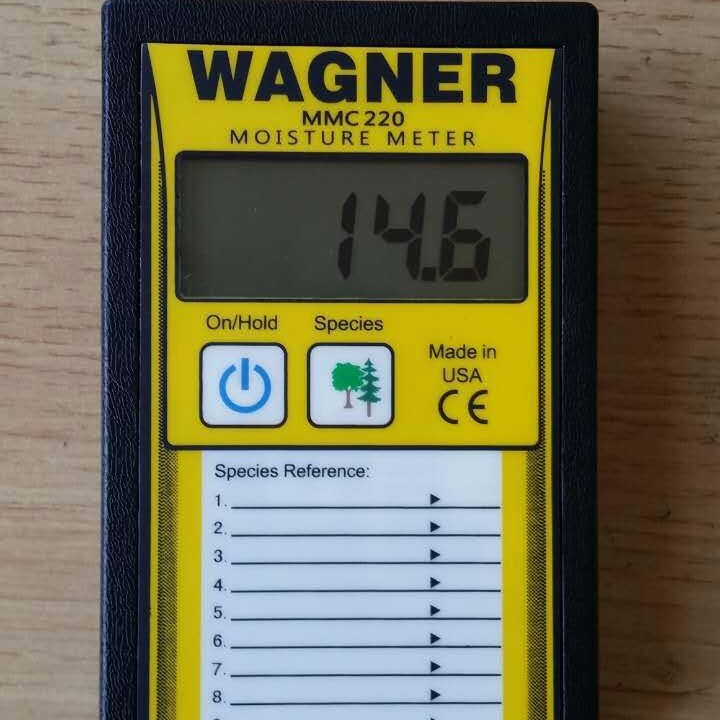 WAGNER
MMC220
MOISTURE METER
14.6
On/Hold Species
Made in
USA
CE
Species Reference:
1.
2.
3.
4.
5.
6.
7.
8.